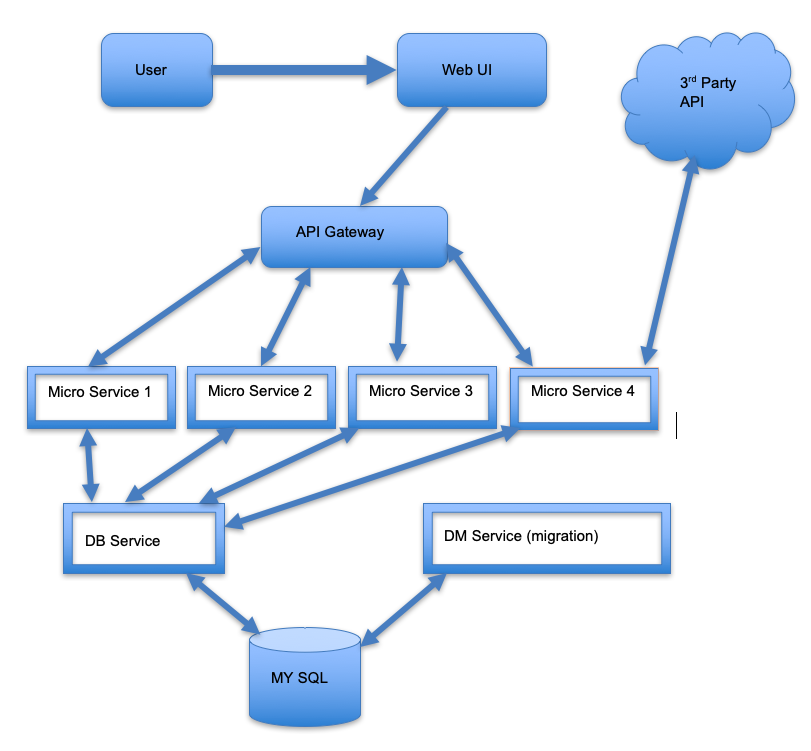 User
Web UI
3rd Party
API
API Gateway
Micro Service 1
Micro Service 2
Micro Service 3
Micro Service 4
DB Service
DM Service (migration)
MY SQL